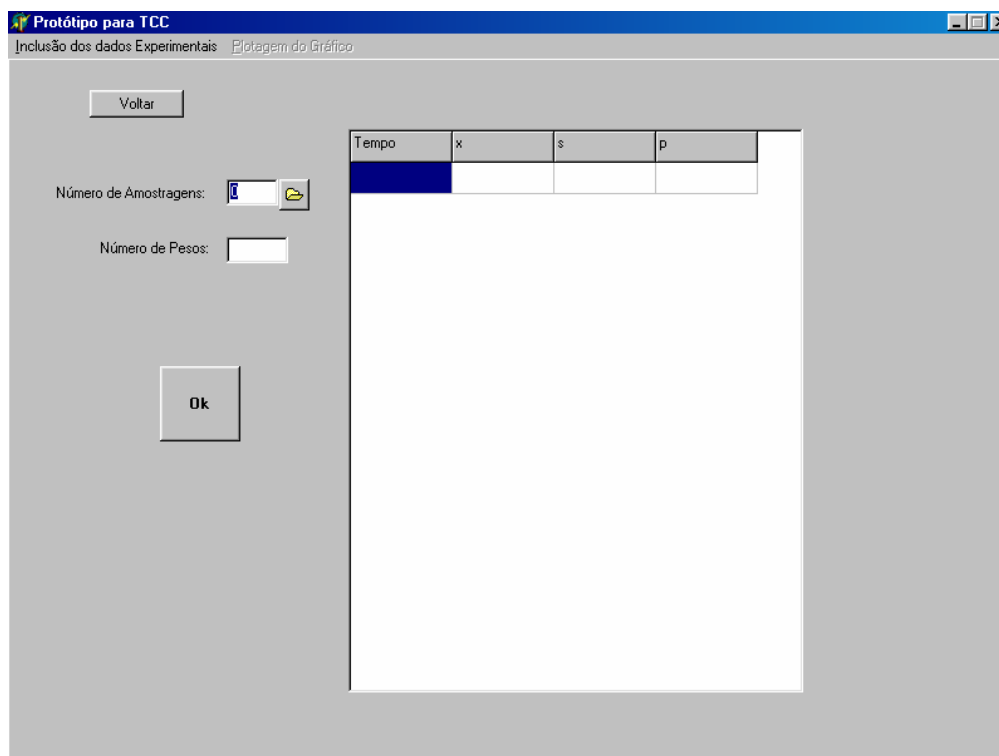 Protótipo para TCC
Inclusão dos dados Experimentais Plotagem do Gráfico
Voltar
Tempo x s p
Número de Amostragens: 0
Número de Pesos:
Ok